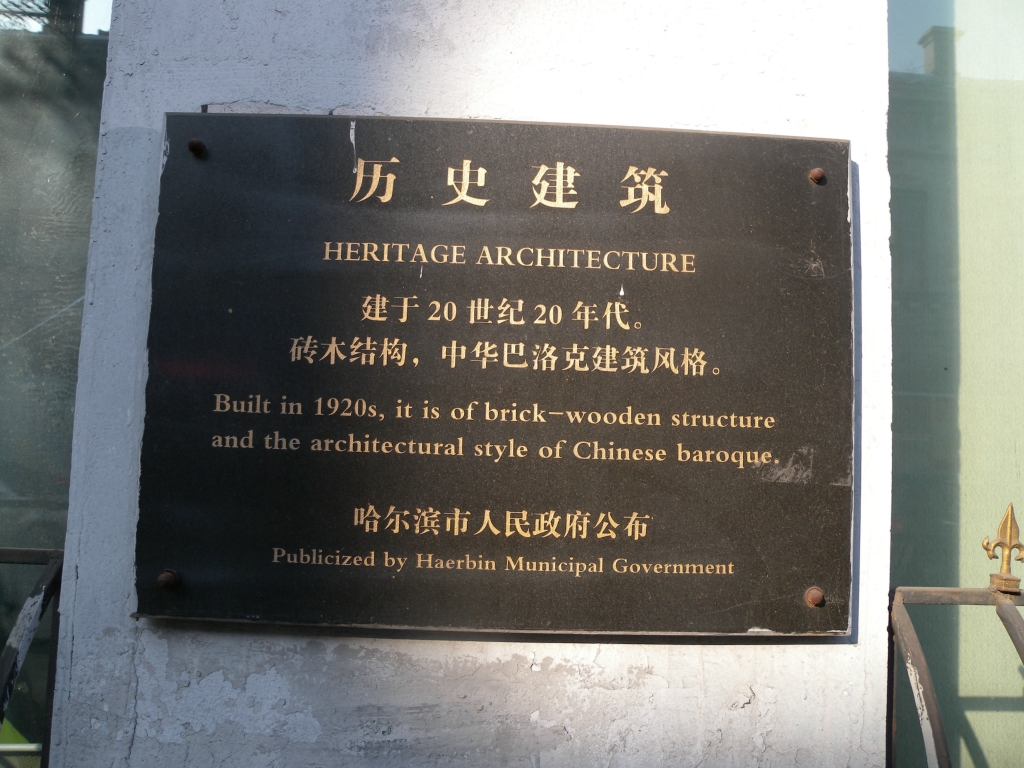 历史建筑
HERITAGE ARCHITECTURE
建于20世纪20年代。
砖木结构，中华巴洛克建筑风格。
Built in 1920s, it is of brick-wooden structure
and the architectural style of Chinese baroque.
哈尔滨市人民政府公布
Publicized by Haerbin Municipal Government